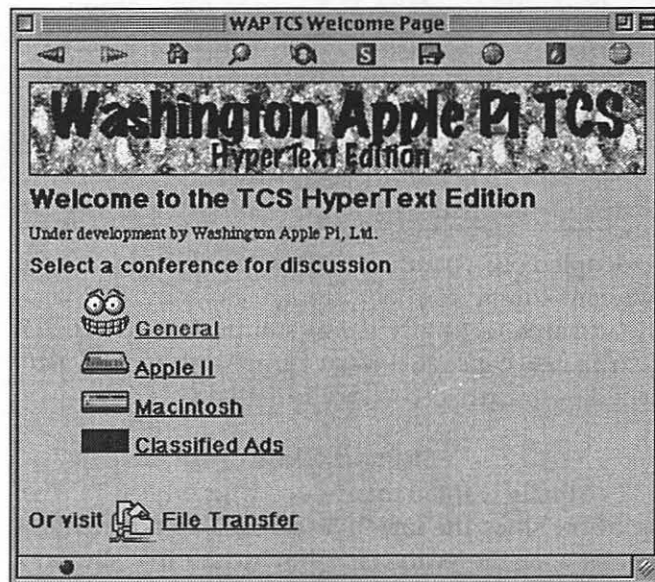 WAP TCS Welcome Page
Washington Apple Pi TCS
HyperText Edition
Welcome to the TCS HyperText Edition
Under development by Washington Apple Pi, Ltd.
Select a conference for discussion
General
Apple II
Macintosh
Classified Ads
Or visit File Transfer